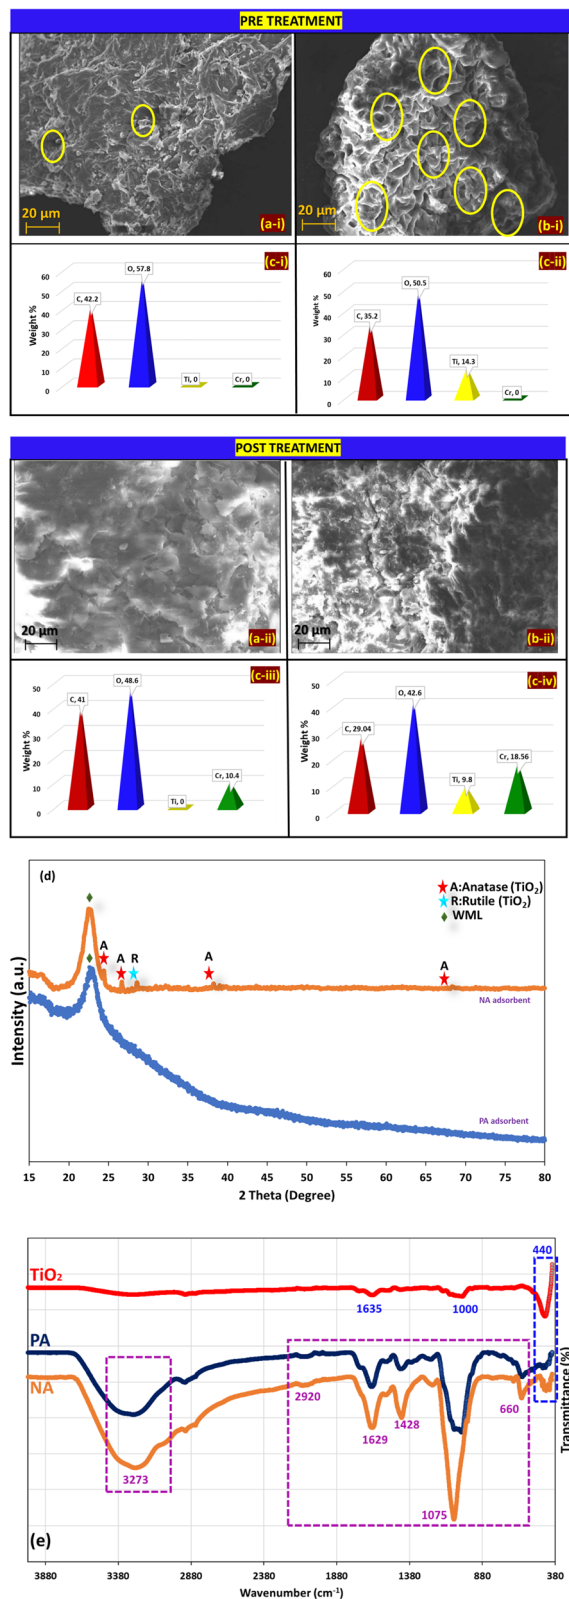 PRE TREATMENT
20 µm
(a-i)
20 µm
(b-i)
(c-i)
Weight %
60
50
40
30
20
10
0
C, 42.2
O, 57.8
Ti, 0
Cr, 0
(c-ii)
Weight %
60
50
40
30
20
10
0
C, 35.2
O, 50.5
Ti, 14.3
Cr, 0
POST TREATMENT
20 µm
(a-ii)
20 µm
(b-ii)
(c-iii)
Weight %
50
40
30
20
10
0
C, 41
O, 48.6
Ti, 0
Cr, 10.4
(c-iv)
Weight %
50
40
30
20
10
0
C, 29.04
O, 42.6
Ti, 9.8
Cr, 18.56
(d)
A:Anatase (TiO₂)
R:Rutile (TiO₂)
WML
A
A
R
A
A
NA adsorbent
PA adsorbent
Intensity (a.u.)
15 20 25 30 35 40 45 50 55 60 65 70 75 80
2 Theta (Degree)
440
TiO₂
1635
1000
PA
NA
2920
1428
1629
660
3273
1075
Transmittance (%)
(e)
3880 3380 2880 2380 1880 1380 880 380
Wavenumber (cm⁻¹)